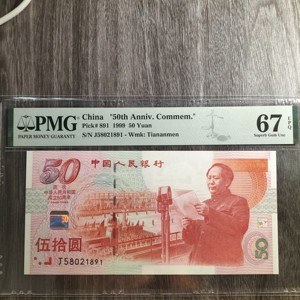 PMG
PAPER MONEY GUARANTY
China "50th Anniv. Commem."
Pick# 891 1999 50 Yuan
S/N J58021891 - Wmk: Tiananmen
67 EPQ
Superb Gem Unc
50
中国人民银行
伍拾圆
J58021891
50